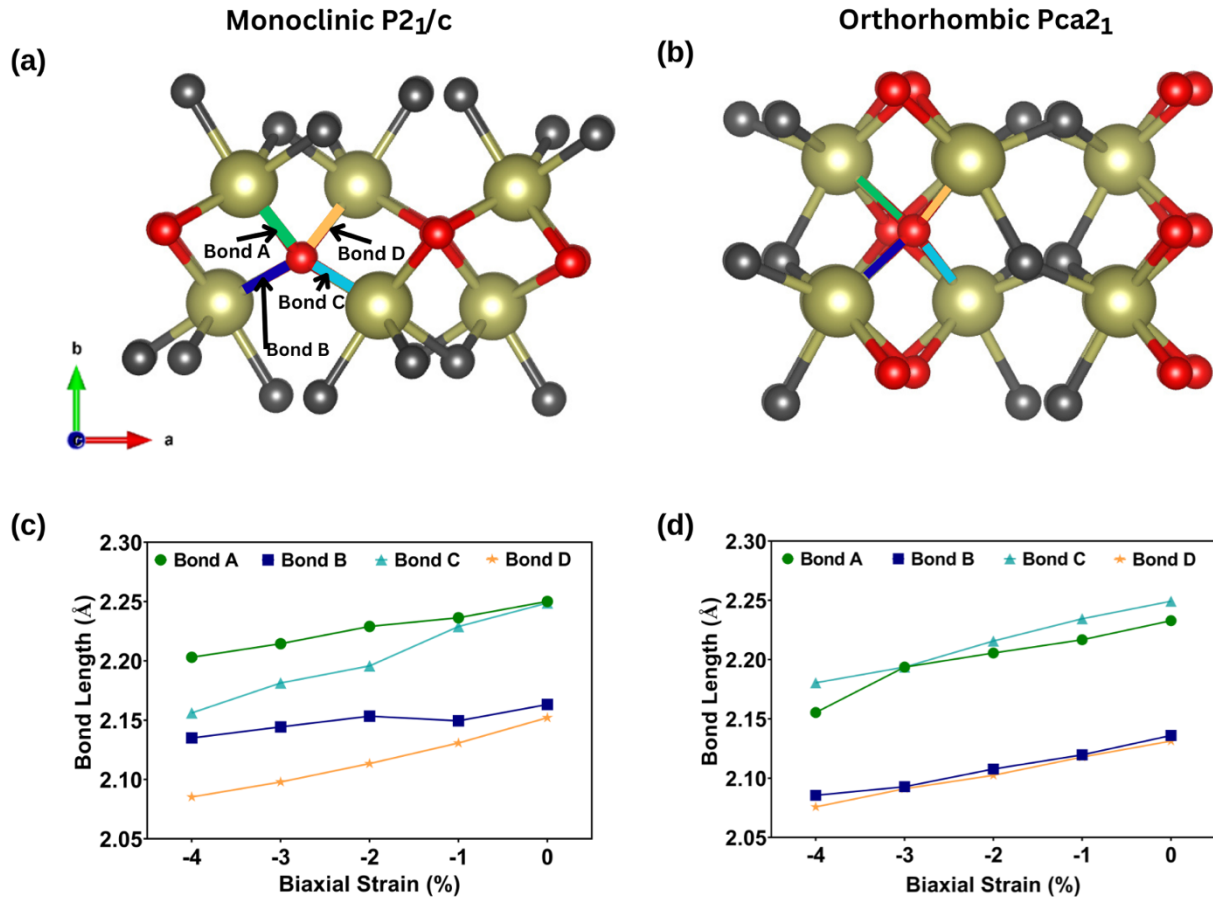 Monoclinic P2₁/c
Orthorhombic Pca2₁
(a)
(b)
Bond A
Bond D
Bond C
Bond B
b
c
a
(c)
(d)
2.30
2.25
2.20
2.15
2.10
2.05
Bond Length (Å)
Bond A
Bond B
Bond C
Bond D
-4
-3
-2
-1
0
Biaxial Strain (%)
2.30
2.25
2.20
2.15
2.10
2.05
Bond Length (Å)
Bond A
Bond B
Bond C
Bond D
-4
-3
-2
-1
0
Biaxial Strain (%)